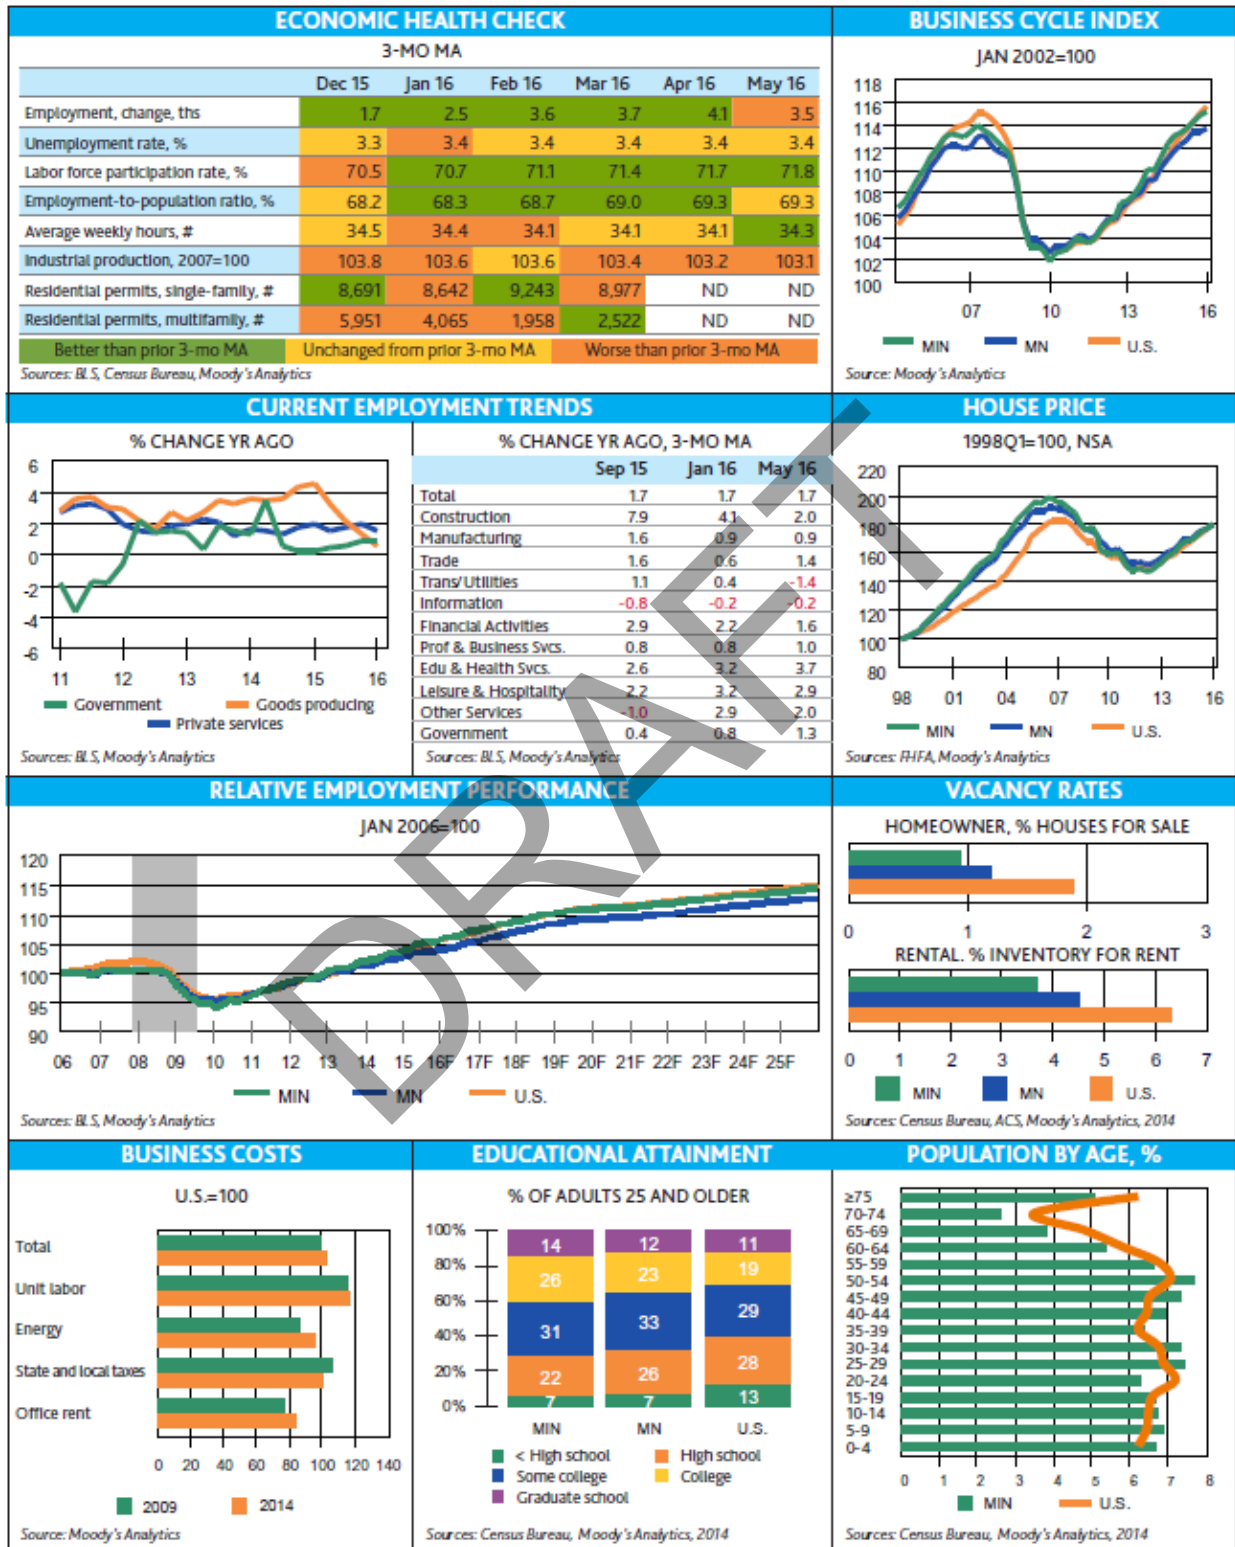 ECONOMIC HEALTH CHECK
3-MO MA
Dec 15 Jan 16 Feb 16 Mar 16 Apr 16 May 16
Employment, change, ths 1.7 2.5 3.6 3.7 4.1 3.5
Unemployment rate, % 3.3 3.4 3.4 3.4 3.4 3.4
Labor force participation rate, % 70.5 70.7 71.1 71.4 71.7 71.8
Employment-to-population ratio, % 68.2 68.3 68.7 69.0 69.3 69.3
Average weekly hours, # 34.5 34.4 34.1 34.1 34.1 34.3
Industrial production, 2007=100 103.8 103.6 103.6 103.4 103.2 103.1
Residential permits, single-family, # 8,691 8,642 9,243 8,977 ND ND
Residential permits, multifamily, # 5,951 4,065 1,958 2,522 ND ND
Better than prior 3-mo MA Unchanged from prior 3-mo MA Worse than prior 3-mo MA
Sources: BLS, Census Bureau, Moody's Analytics
BUSINESS CYCLE INDEX
JAN 2002=100
118
116
114
112
110
108
106
104
102
100
07 10 13 16
MIN MN U.S.
Source: Moody's Analytics
CURRENT EMPLOYMENT TRENDS
% CHANGE YR AGO
6
4
2
0
-2
-4
-6
11 12 13 14 15 16
Government Goods producing
Private services
Sources: BLS, Moody's Analytics
% CHANGE YR AGO, 3-MO MA
Sep 15 Jan 16 May 16
Total 1.7 1.7 1.7
Construction 7.9 4.1 2.0
Manufacturing 1.6 0.9 0.9
Trade 1.6 0.6 1.4
Trans/Utilities 1.1 0.4 -1.4
Information -0.8 -0.2 -0.2
Financial Activities 2.9 2.2 1.6
Prof & Business Svcs. 0.8 0.8 1.0
Edu & Health Svcs. 2.6 3.2 3.7
Leisure & Hospitality 2.2 3.2 2.9
Other Services -1.0 2.9 2.0
Government 0.4 0.8 1.3
Sources: BLS, Moody's Analytics
HOUSE PRICE
1998Q1=100, NSA
220
200
180
160
140
120
100
80
98 01 04 07 10 13 16
MIN MN U.S.
Sources: FHFA, Moody's Analytics
RELATIVE EMPLOYMENT PERFORMANCE
JAN 2006=100
120
115
110
105
100
95
90
06 07 08 09 10 11 12 13 14 15 16F 17F 18F 19F 20F 21F 22F 23F 24F 25F
MIN MN U.S.
Sources: BLS, Moody's Analytics
VACANCY RATES
HOMEOWNER, % HOUSES FOR SALE
0 1 2 3
RENTAL. % INVENTORY FOR RENT
0 1 2 3 4 5 6 7
MIN MN U.S.
Sources: Census Bureau, ACS, Moody's Analytics, 2014
BUSINESS COSTS
U.S.=100
Total
Unit labor
Energy
State and local taxes
Office rent
0 20 40 60 80 100 120 140
2009 2014
Source: Moody's Analytics
EDUCATIONAL ATTAINMENT
% OF ADULTS 25 AND OLDER
100%
80%
60%
40%
20%
0%
14 12 11
26 23 19
31 33 29
22 26 28
7 7 13
MIN MN U.S.
< High school High school
Some college College
Graduate school
Sources: Census Bureau, Moody's Analytics, 2014
POPULATION BY AGE, %
≥75
70-74
65-69
60-64
55-59
50-54
45-49
40-44
35-39
30-34
25-29
20-24
15-19
10-14
5-9
0-4
0 1 2 3 4 5 6 7 8
MIN U.S.
Sources: Census Bureau, Moody's Analytics, 2014
DRAFT